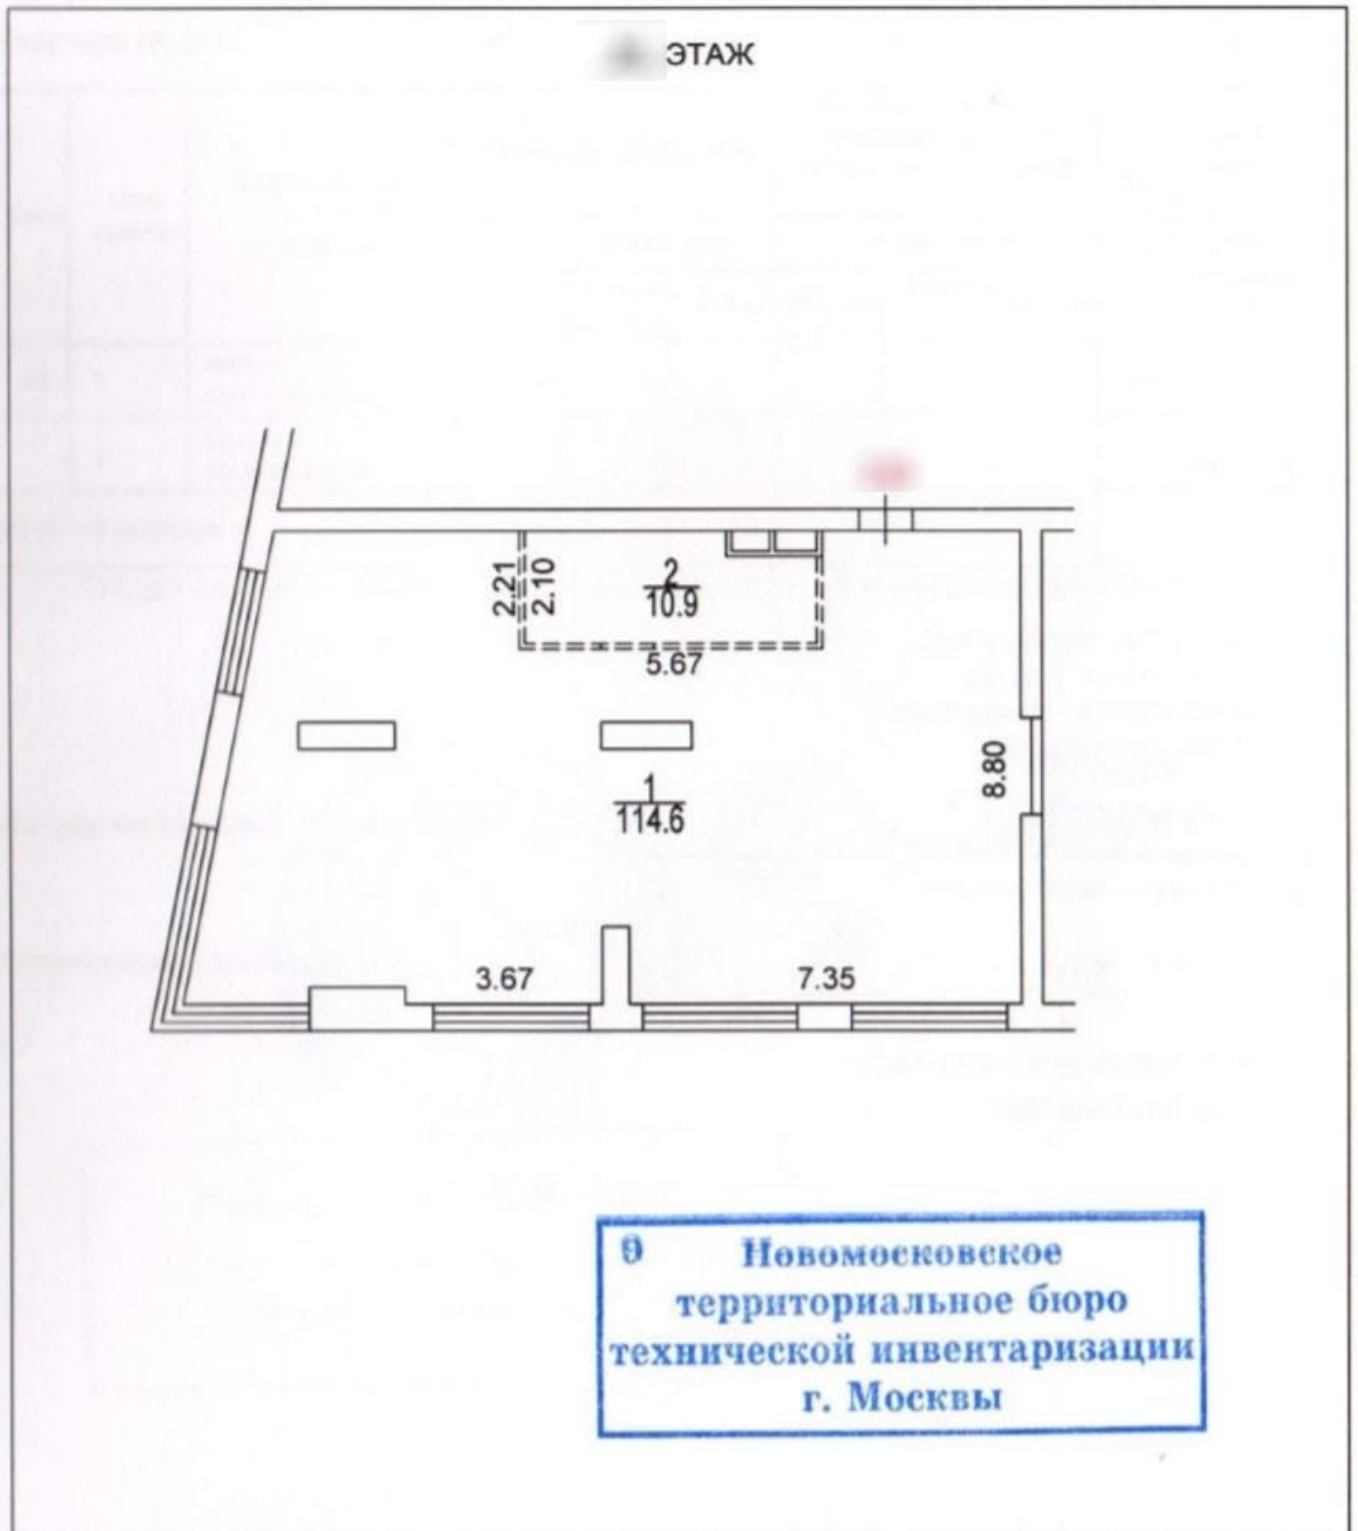 ЭТАЖ
2.21
2.10
2
10.9
5.67
1
114.6
8.80
3.67
7.35
9 Новомосковское
территориальное бюро
технической инвентаризации
г. Москвы